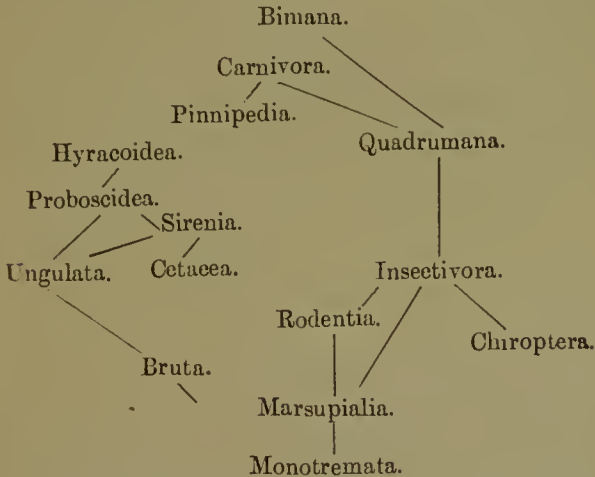 Bimana.
Carnivora.
Pinnipedia.
Quadrumana.
Hyracoidea.
Proboscidea.
Sirenia.
Ungulata. Cetacea. Insectivora.
Rodentia.
Chiroptera.
Bruta.
Marsupialia.
Monotremata.